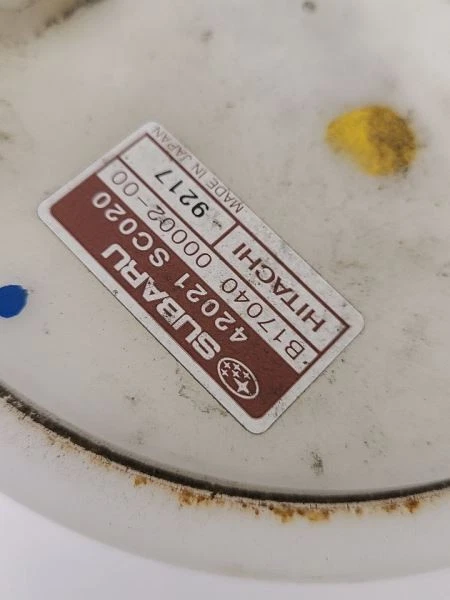 SUBARU
42021 SC020
B17040 00002-00
HITACHI 9217
MADE IN JAPAN